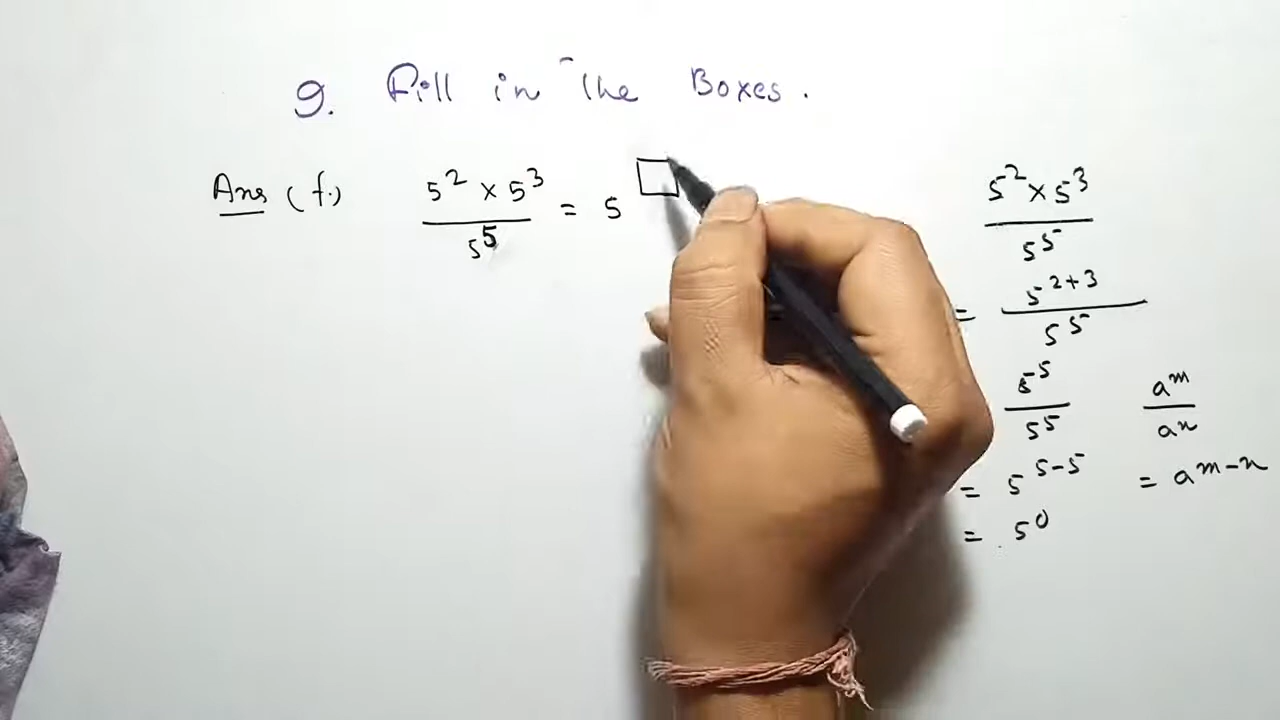 9. Fill in The Boxes.
Ans (f.) 5² × 5³ / 5⁵ = 5^□
5² × 5³ / 5⁵
= 5²⁺³ / 5⁵
5⁵ / 5⁵
= 5⁵⁻⁵
= 5⁰
aᵐ / aⁿ
= aᵐ⁻ⁿ